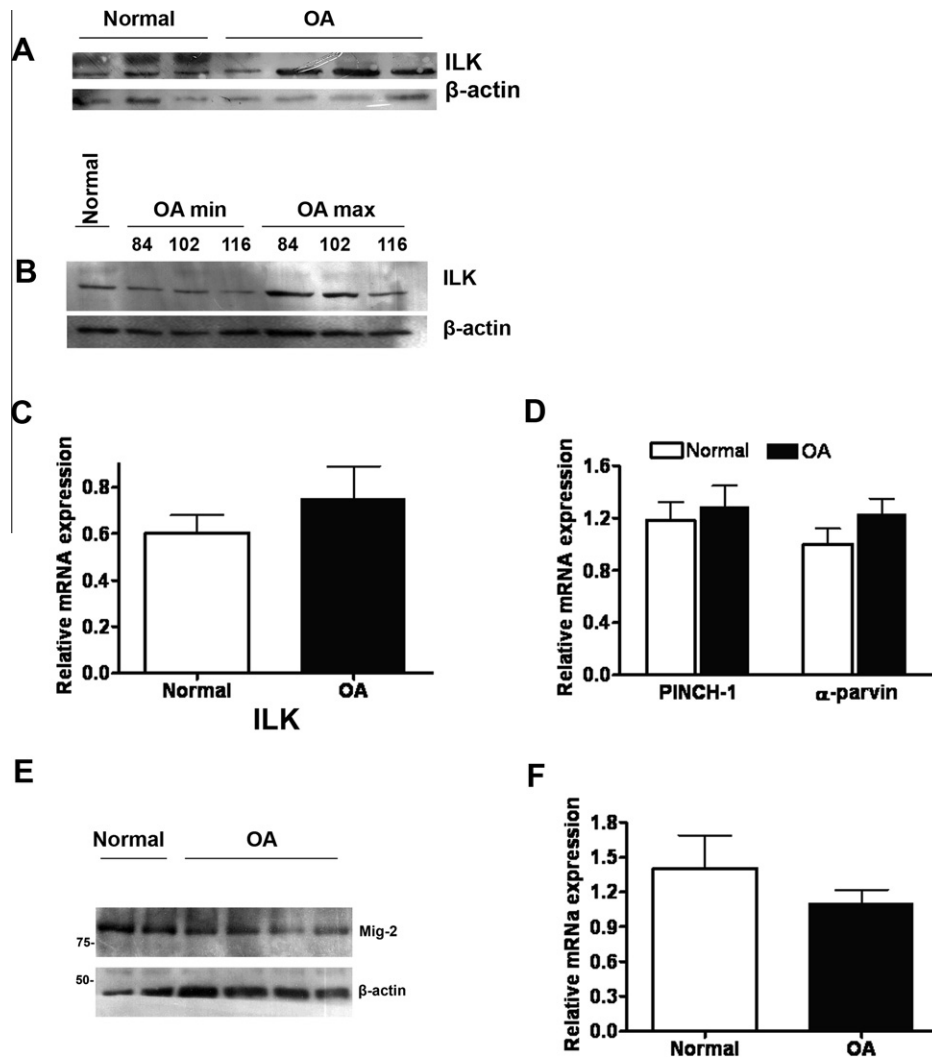 Normal OA
A
ILK
β-actin
Normal
OA min OA max
84 102 116 84 102 116
B
ILK
β-actin
C
Relative mRNA expression
0.8
0.6
0.4
0.2
0.0
Normal OA
ILK
D
Normal OA
Relative mRNA expression
1.6
1.2
0.8
0.4
0.0
PINCH-1 α-parvin
E
Normal OA
75-
Mig-2
50-
β-actin
F
Relative mRNa expression
1.8
1.5
1.2
0.9
0.6
0.3
0.0
Normal OA